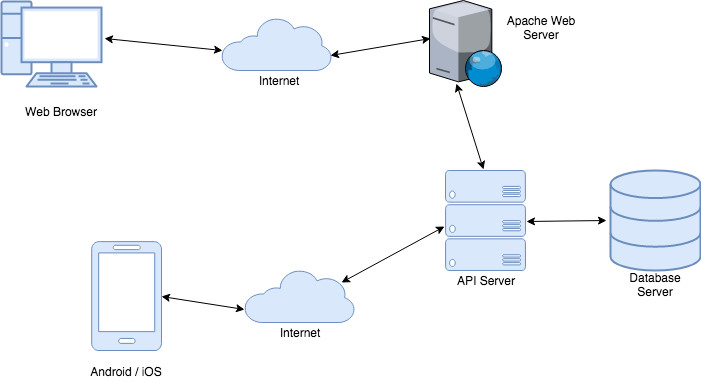 Apache Web
Server
Internet
Web Browser
API Server
Database
Server
Internet
Android / iOS